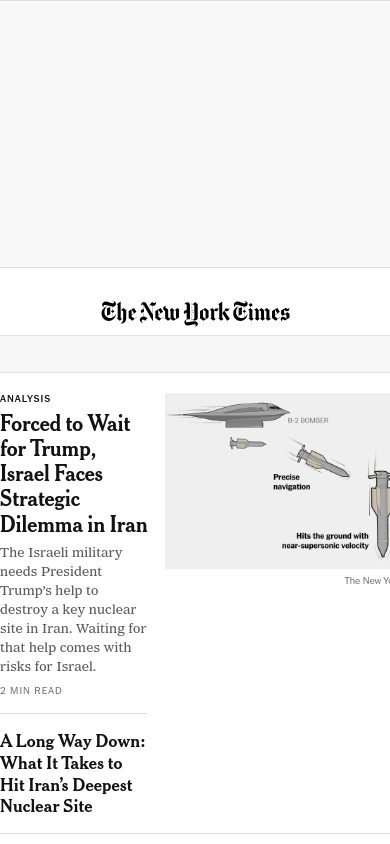 The New York Times
ANALYSIS
Forced to Wait
for Trump,
Israel Faces
Strategic
Dilemma in Iran
The Israeli military
needs President
Trump's help to
destroy a key nuclear
site in Iran. Waiting for
that help comes with
risks for Israel.
2 MIN READ
A Long Way Down:
What It Takes to
Hit Iran's Deepest
Nuclear Site
B-2 BOMBER
Precise
navigation
Hits the ground with
near-supersonic velocity
The New Yo